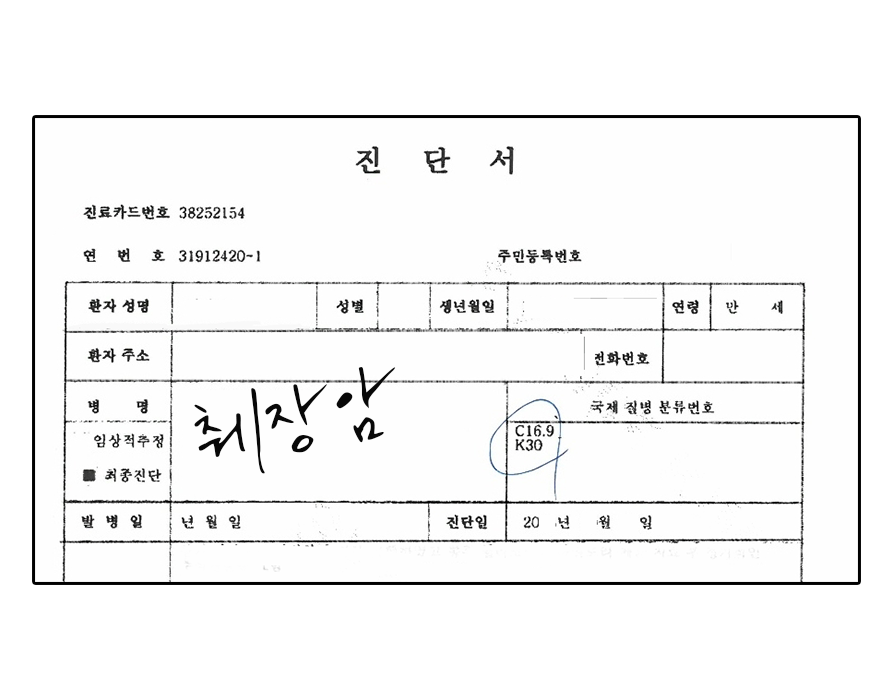 진 단 서
진료카드번호 38252154
연 번 호 31912420-1 주민등록번호
환자 성명 성별 생년월일 연령 만 세
환자 주소 전화번호
병 명 췌장암 국제 질병 분류번호
임상적추정 C16.9
K30
■ 최종진단
발 병 일 년 월 일 진단일 20 년 월 일